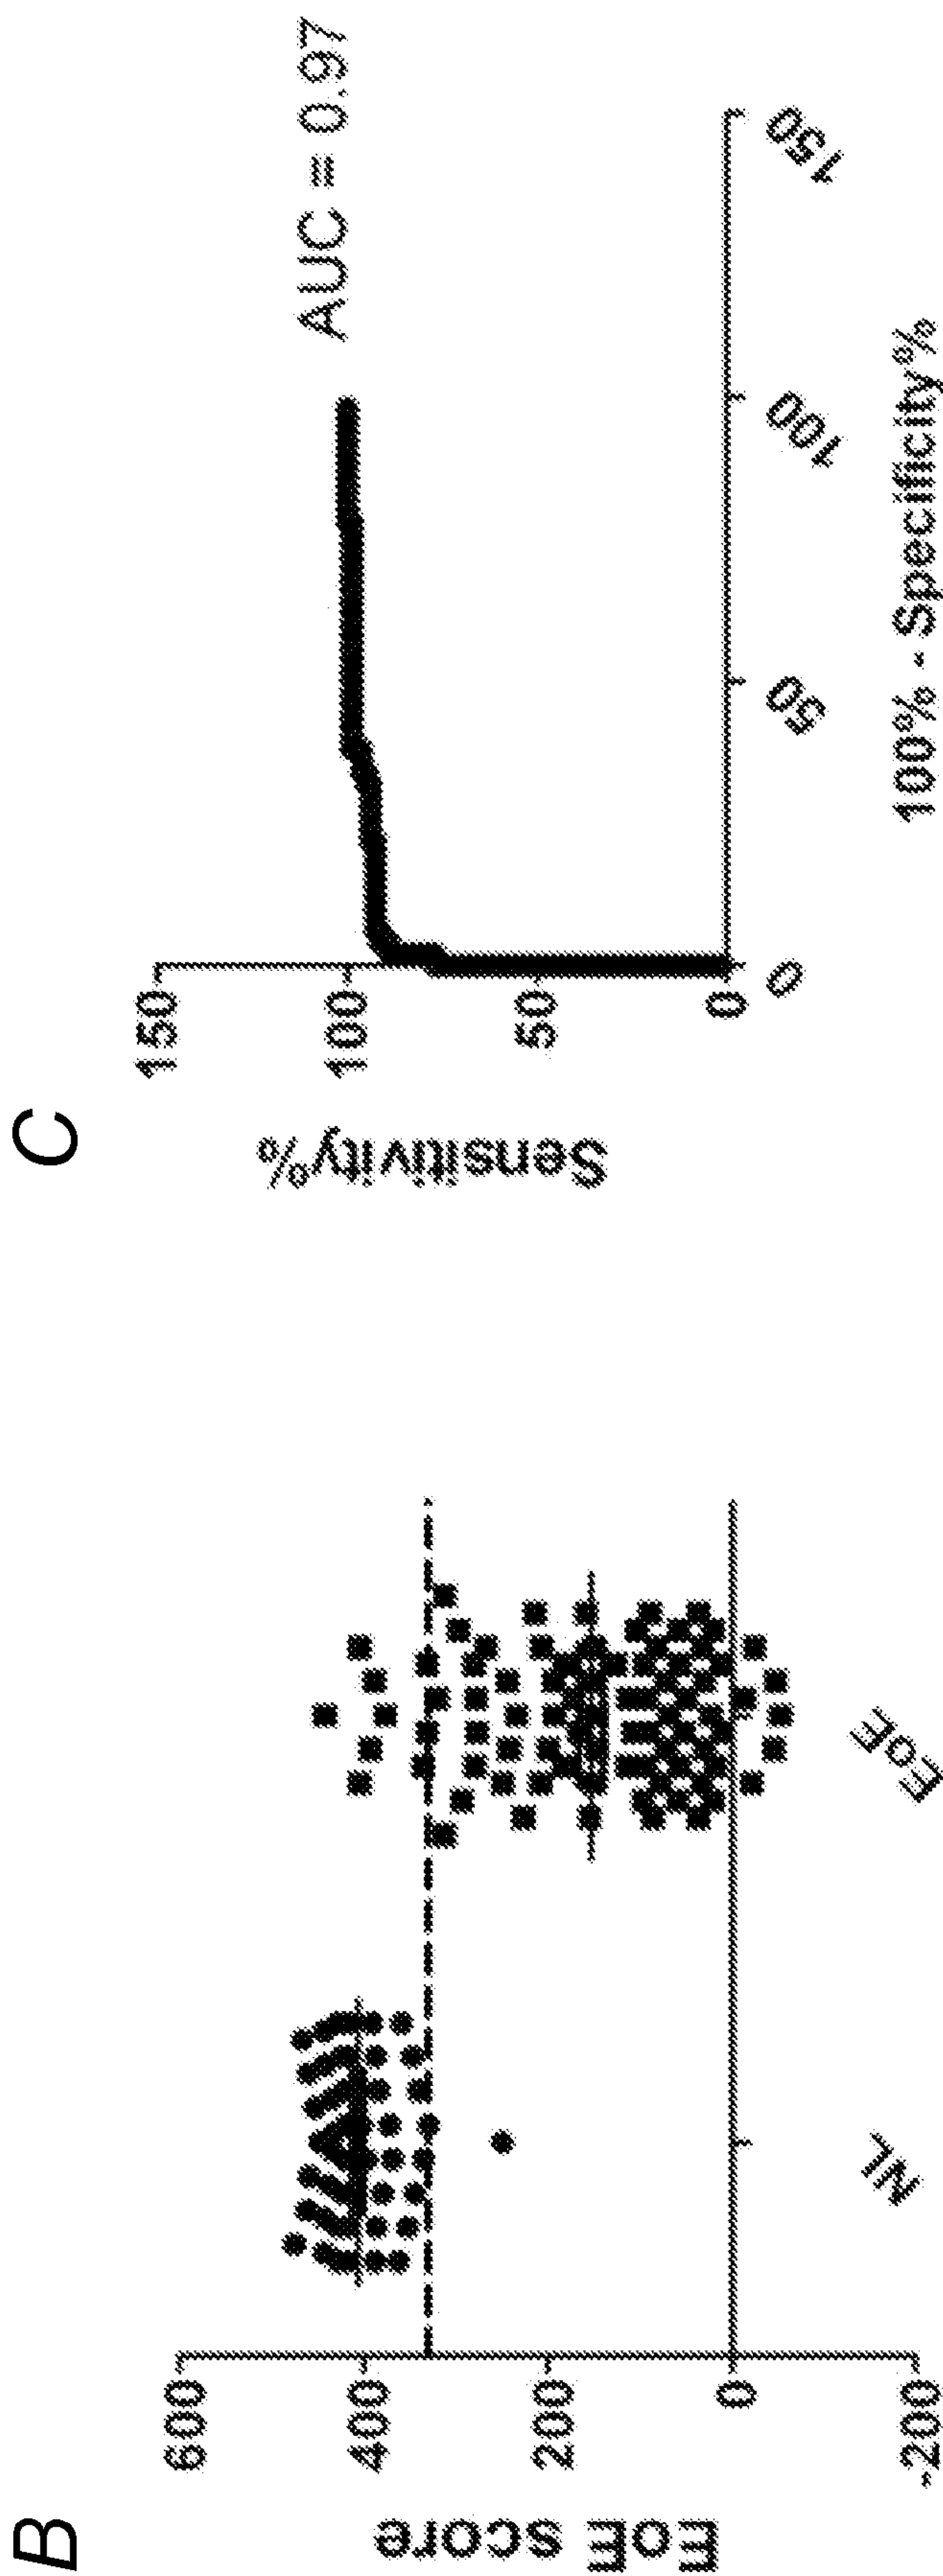 B
EoE score
600
400
200
0
-200
NL
EoE
C
Sensitivity%
150
100
50
0
0
50
100
150
100% - Specificity%
AUC = 0.97